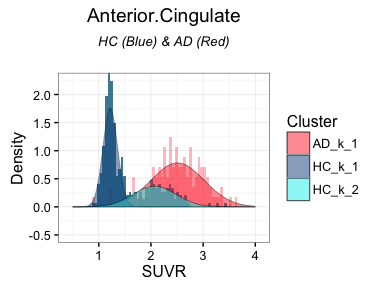 Anterior.Cingulate
HC (Blue) & AD (Red)
2.0
1.5
1.0
0.5
0.0
-0.5
Density
1 2 3 4
SUVR
Cluster
AD_k_1
HC_k_1
HC_k_2